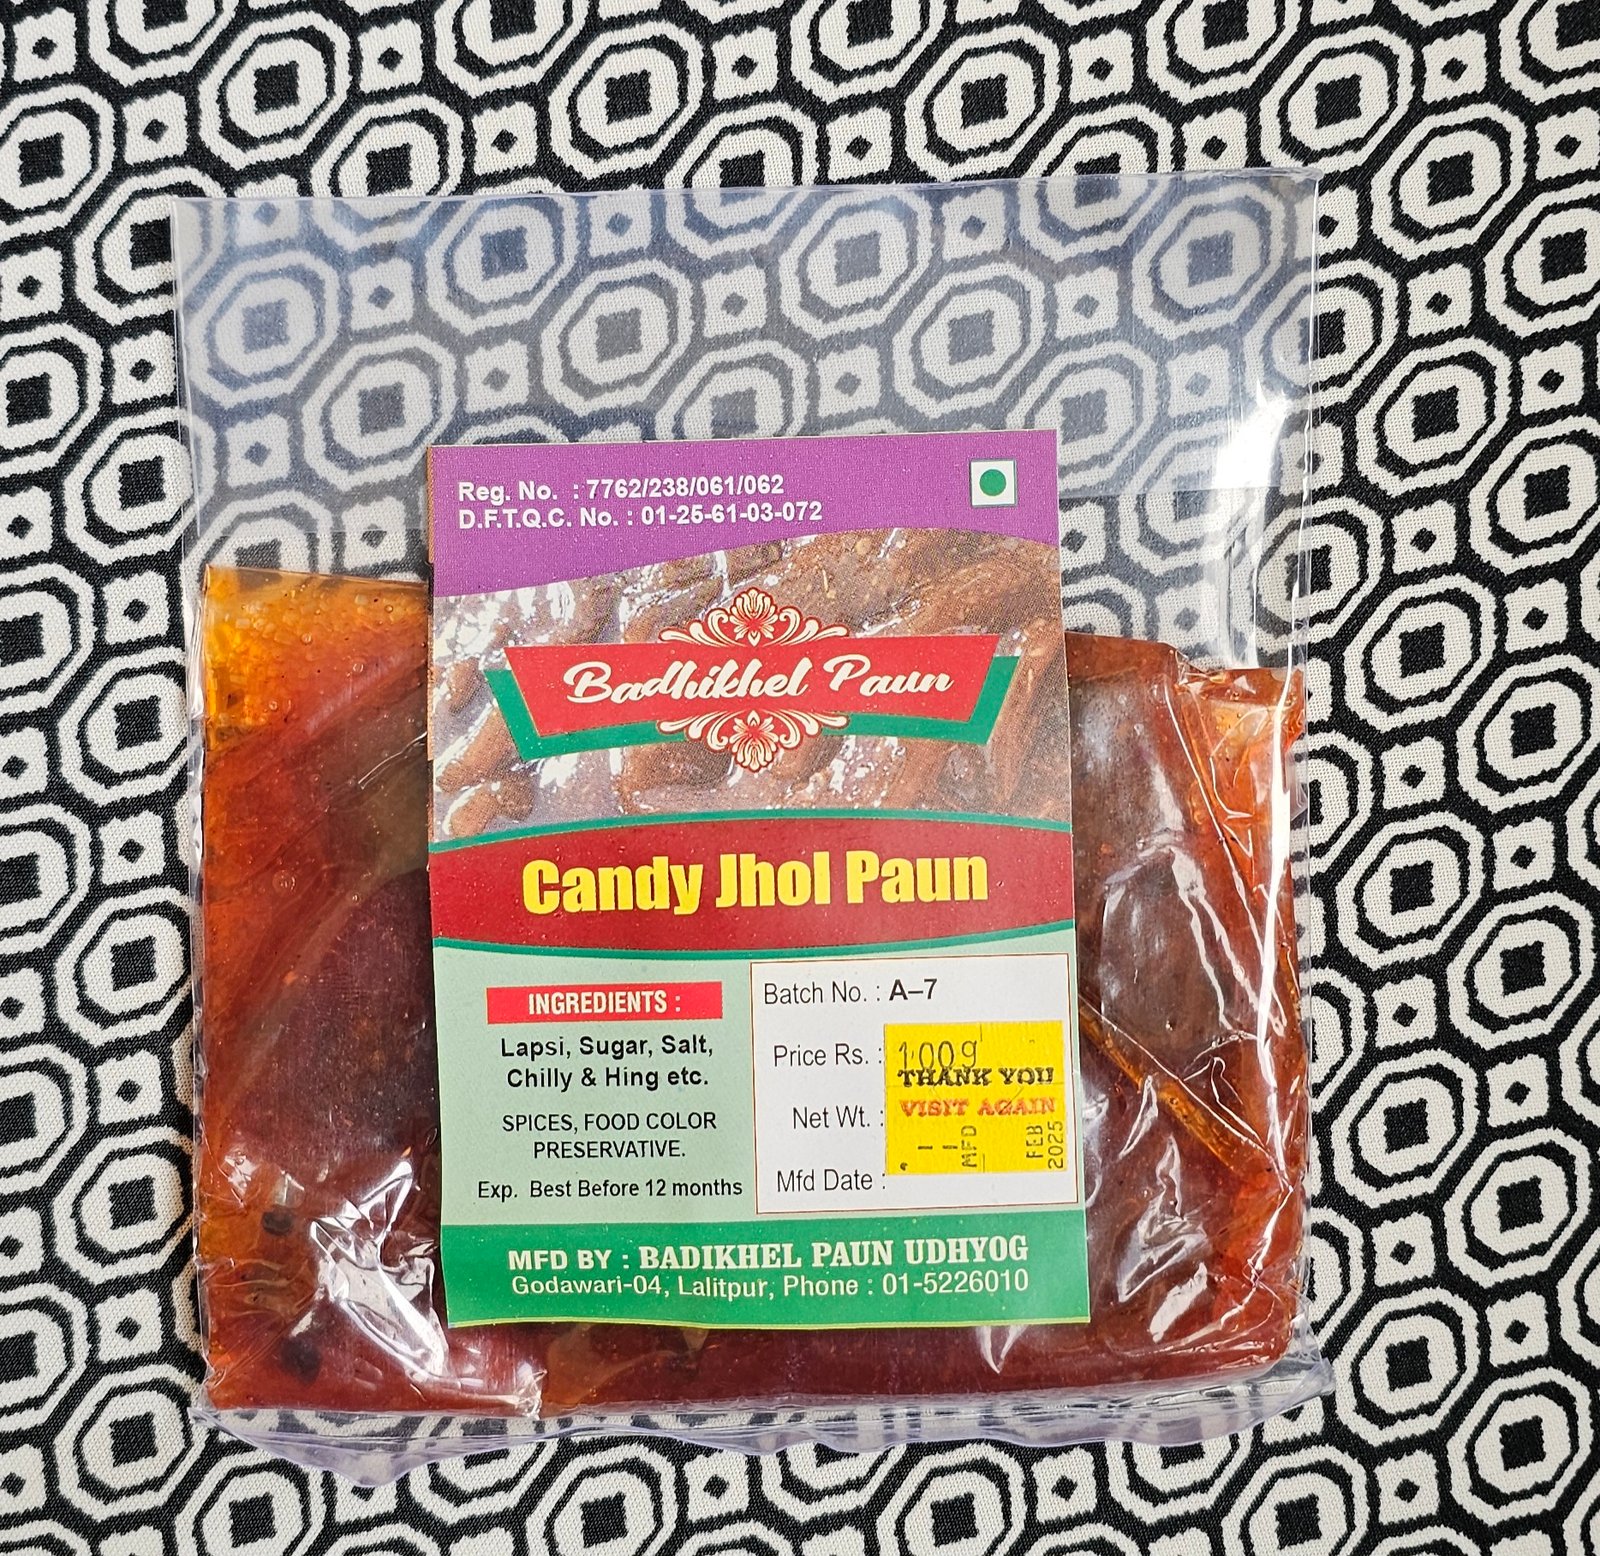 Reg. No. : 7762/238/061/062
D.F.T.Q.C. No. : 01-25-61-03-072
Badhikhel Paun
Candy Jhol Paun
INGREDIENTS :
Lapsi, Sugar, Salt,
Chilly & Hing etc.
SPICES, FOOD COLOR
PRESERVATIVE.
Exp. Best Before 12 months
Batch No. : A–7
Price Rs. :
Net Wt. :
Mfd Date :
100g
THANK YOU
VISIT AGAIN
MFD
FEB
2025
MFD BY : BADIKHEL PAUN UDHYOG
Godawari-04, Lalitpur, Phone : 01-5226010